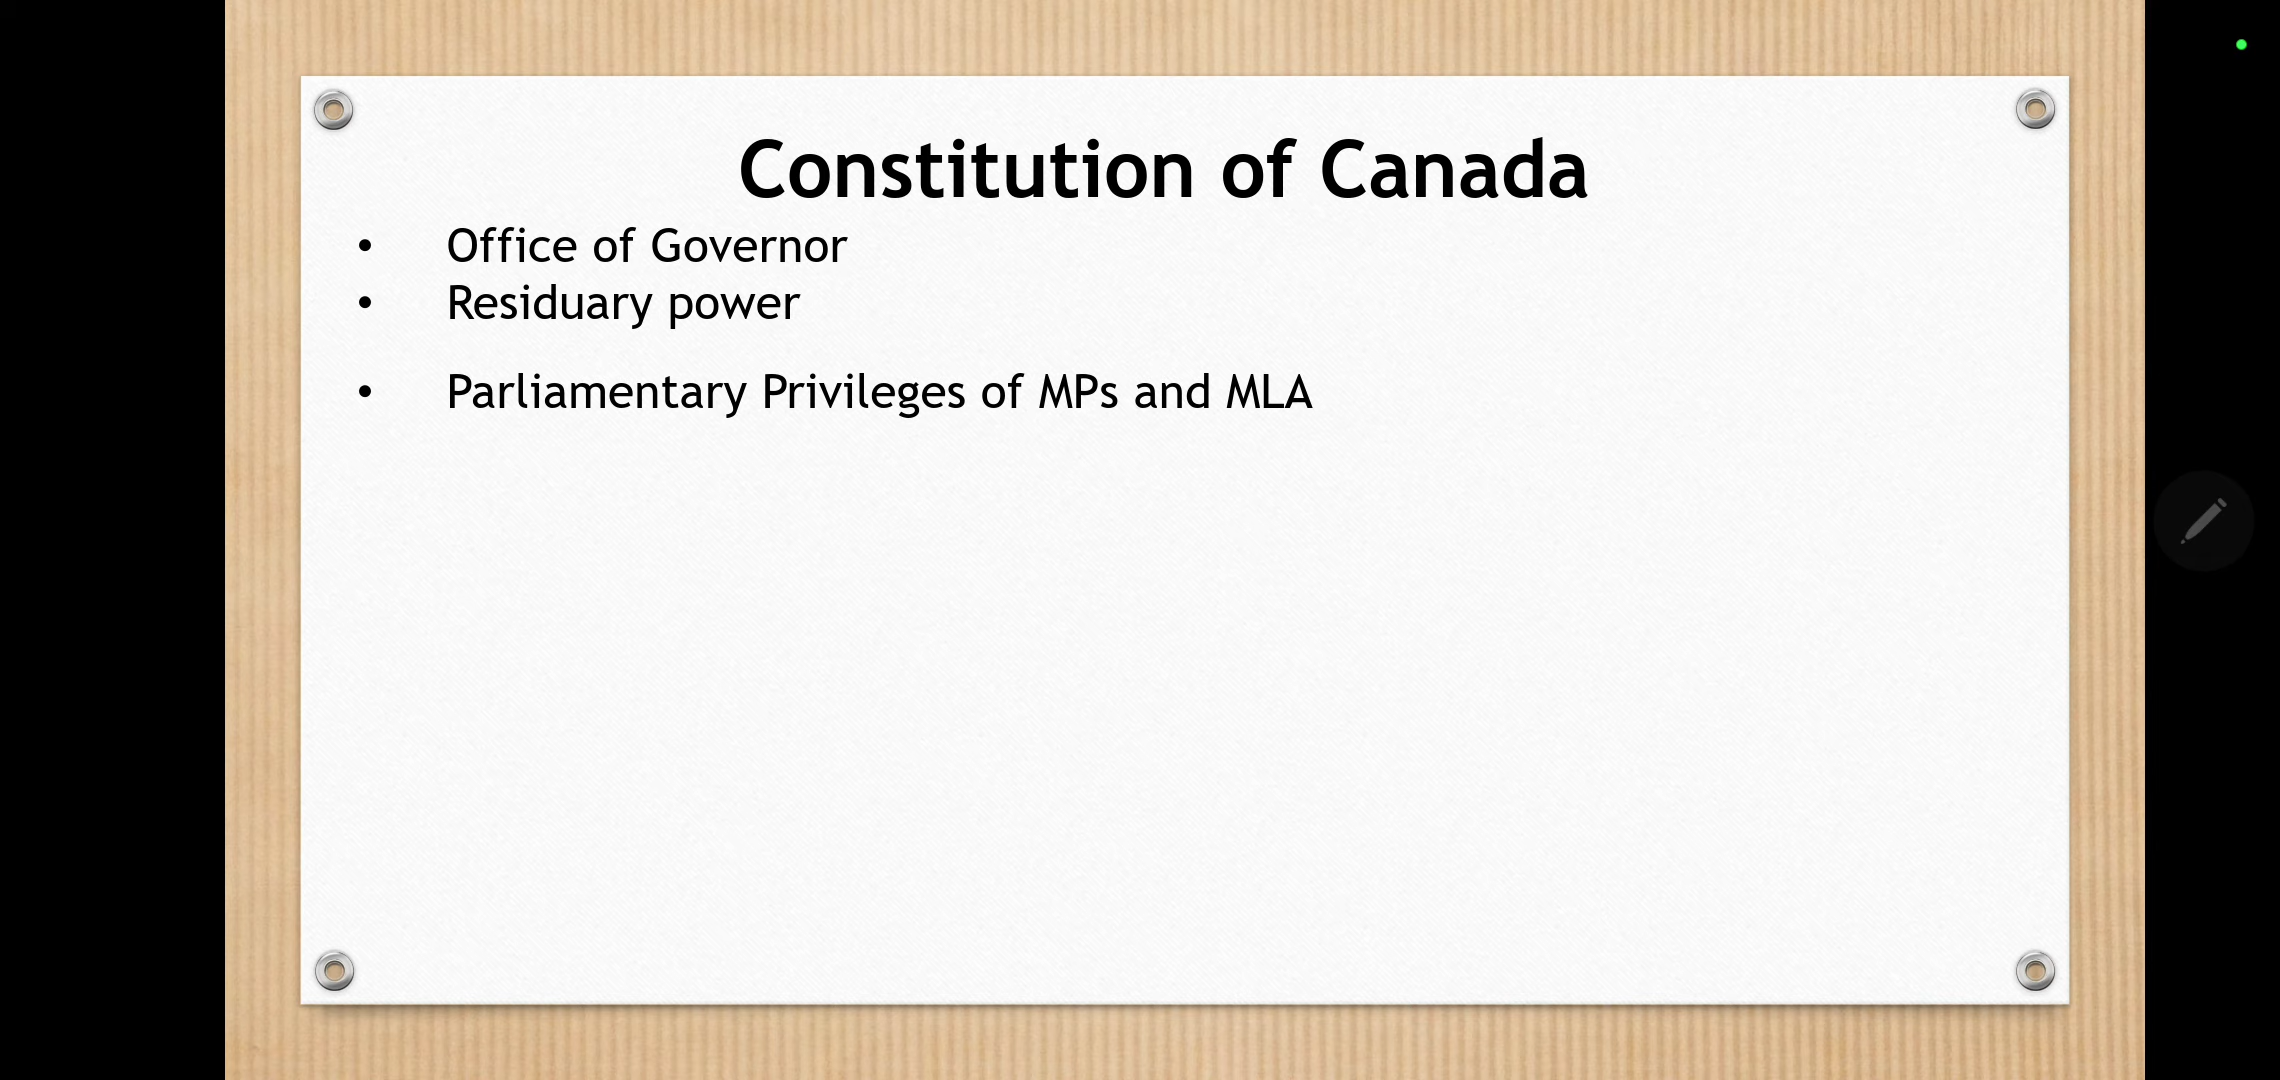 Constitution of Canada
• Office of Governor
• Residuary power
• Parliamentary Privileges of MPs and MLA